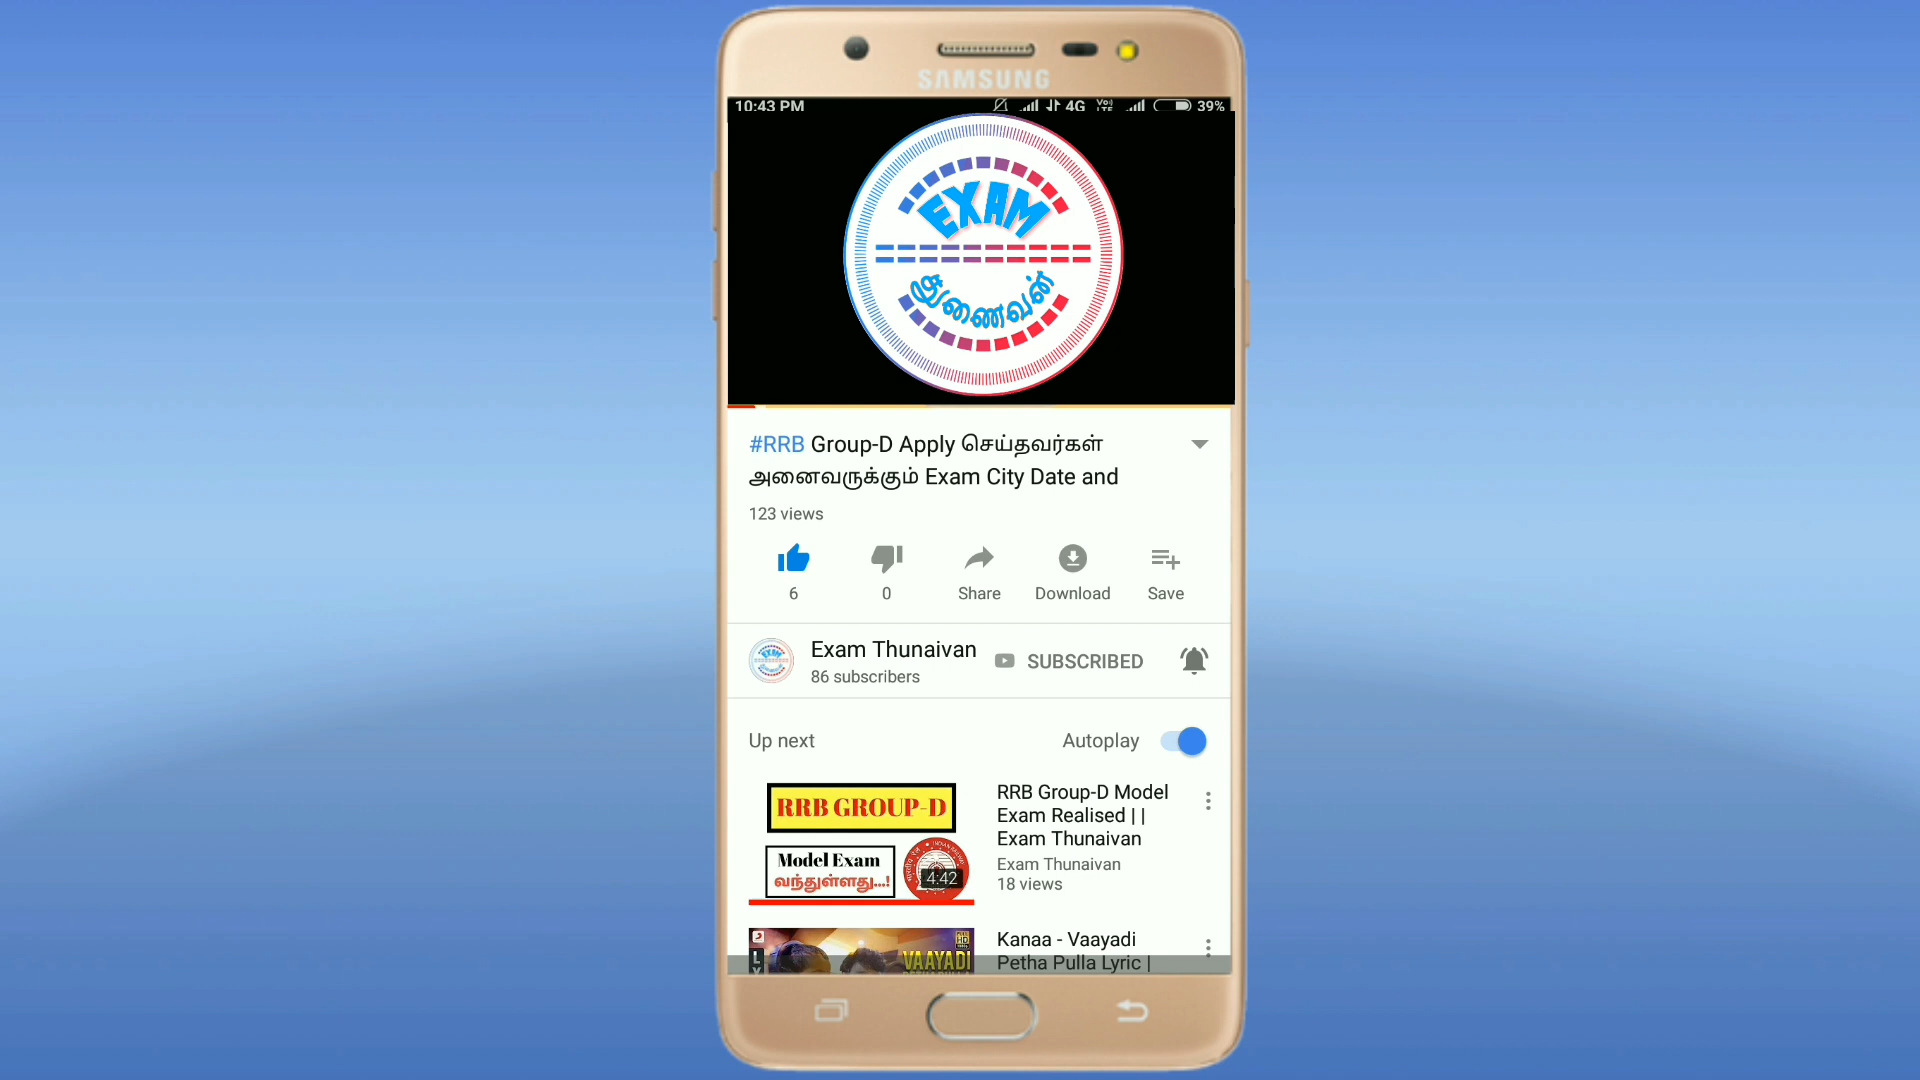 SAMSUNG
10:43 PM
4G
39%
EXAM
துணைவன்
#RRB Group-D Apply செய்தவர்கள்
அனைவருக்கும் Exam City Date and
123 views
6
0
Share
Download
Save
Exam Thunaivan
SUBSCRIBED
86 subscribers
Up next
Autoplay
RRB GROUP-D
Model Exam
வந்துள்ளது...!
4:42
RRB Group-D Model
Exam Realised | |
Exam Thunaivan
Exam Thunaivan
18 views
VAAYADI
Kanaa - Vaayadi
Petha Pulla Lyric |